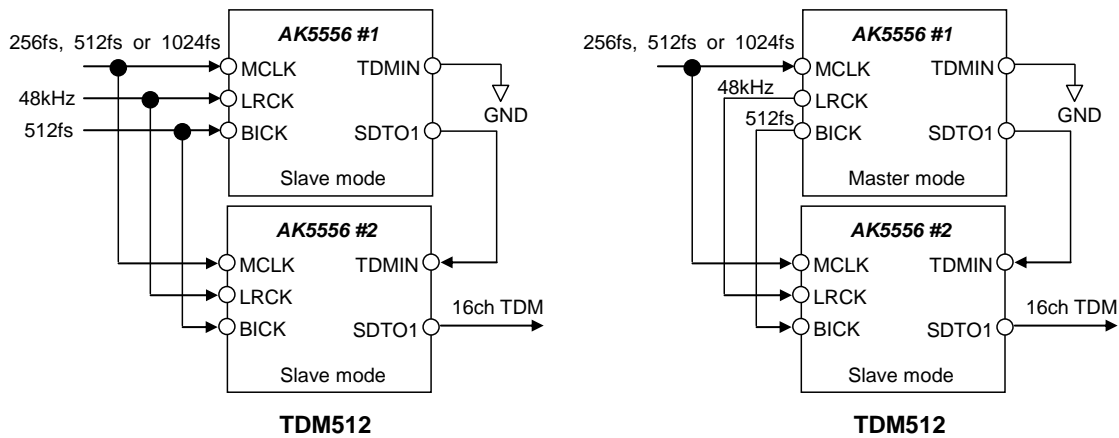 AK5556 #1
256fs, 512fs or 1024fs
MCLK
TDMIN
48kHz
LRCK
GND
512fs
BICK
SDTO1
Slave mode
AK5556 #2
MCLK
TDMIN
LRCK
16ch TDM
BICK
SDTO1
Slave mode
TDM512
AK5556 #1
256fs, 512fs or 1024fs
MCLK
TDMIN
48kHz
LRCK
GND
512fs
BICK
SDTO1
Master mode
AK5556 #2
MCLK
TDMIN
LRCK
16ch TDM
BICK
SDTO1
Slave mode
TDM512